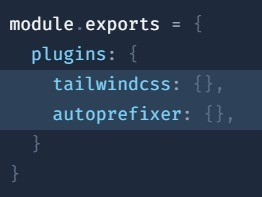 module.exports = {
  plugins: {
    tailwindcss: {},
    autoprefixer: {},
  }
}